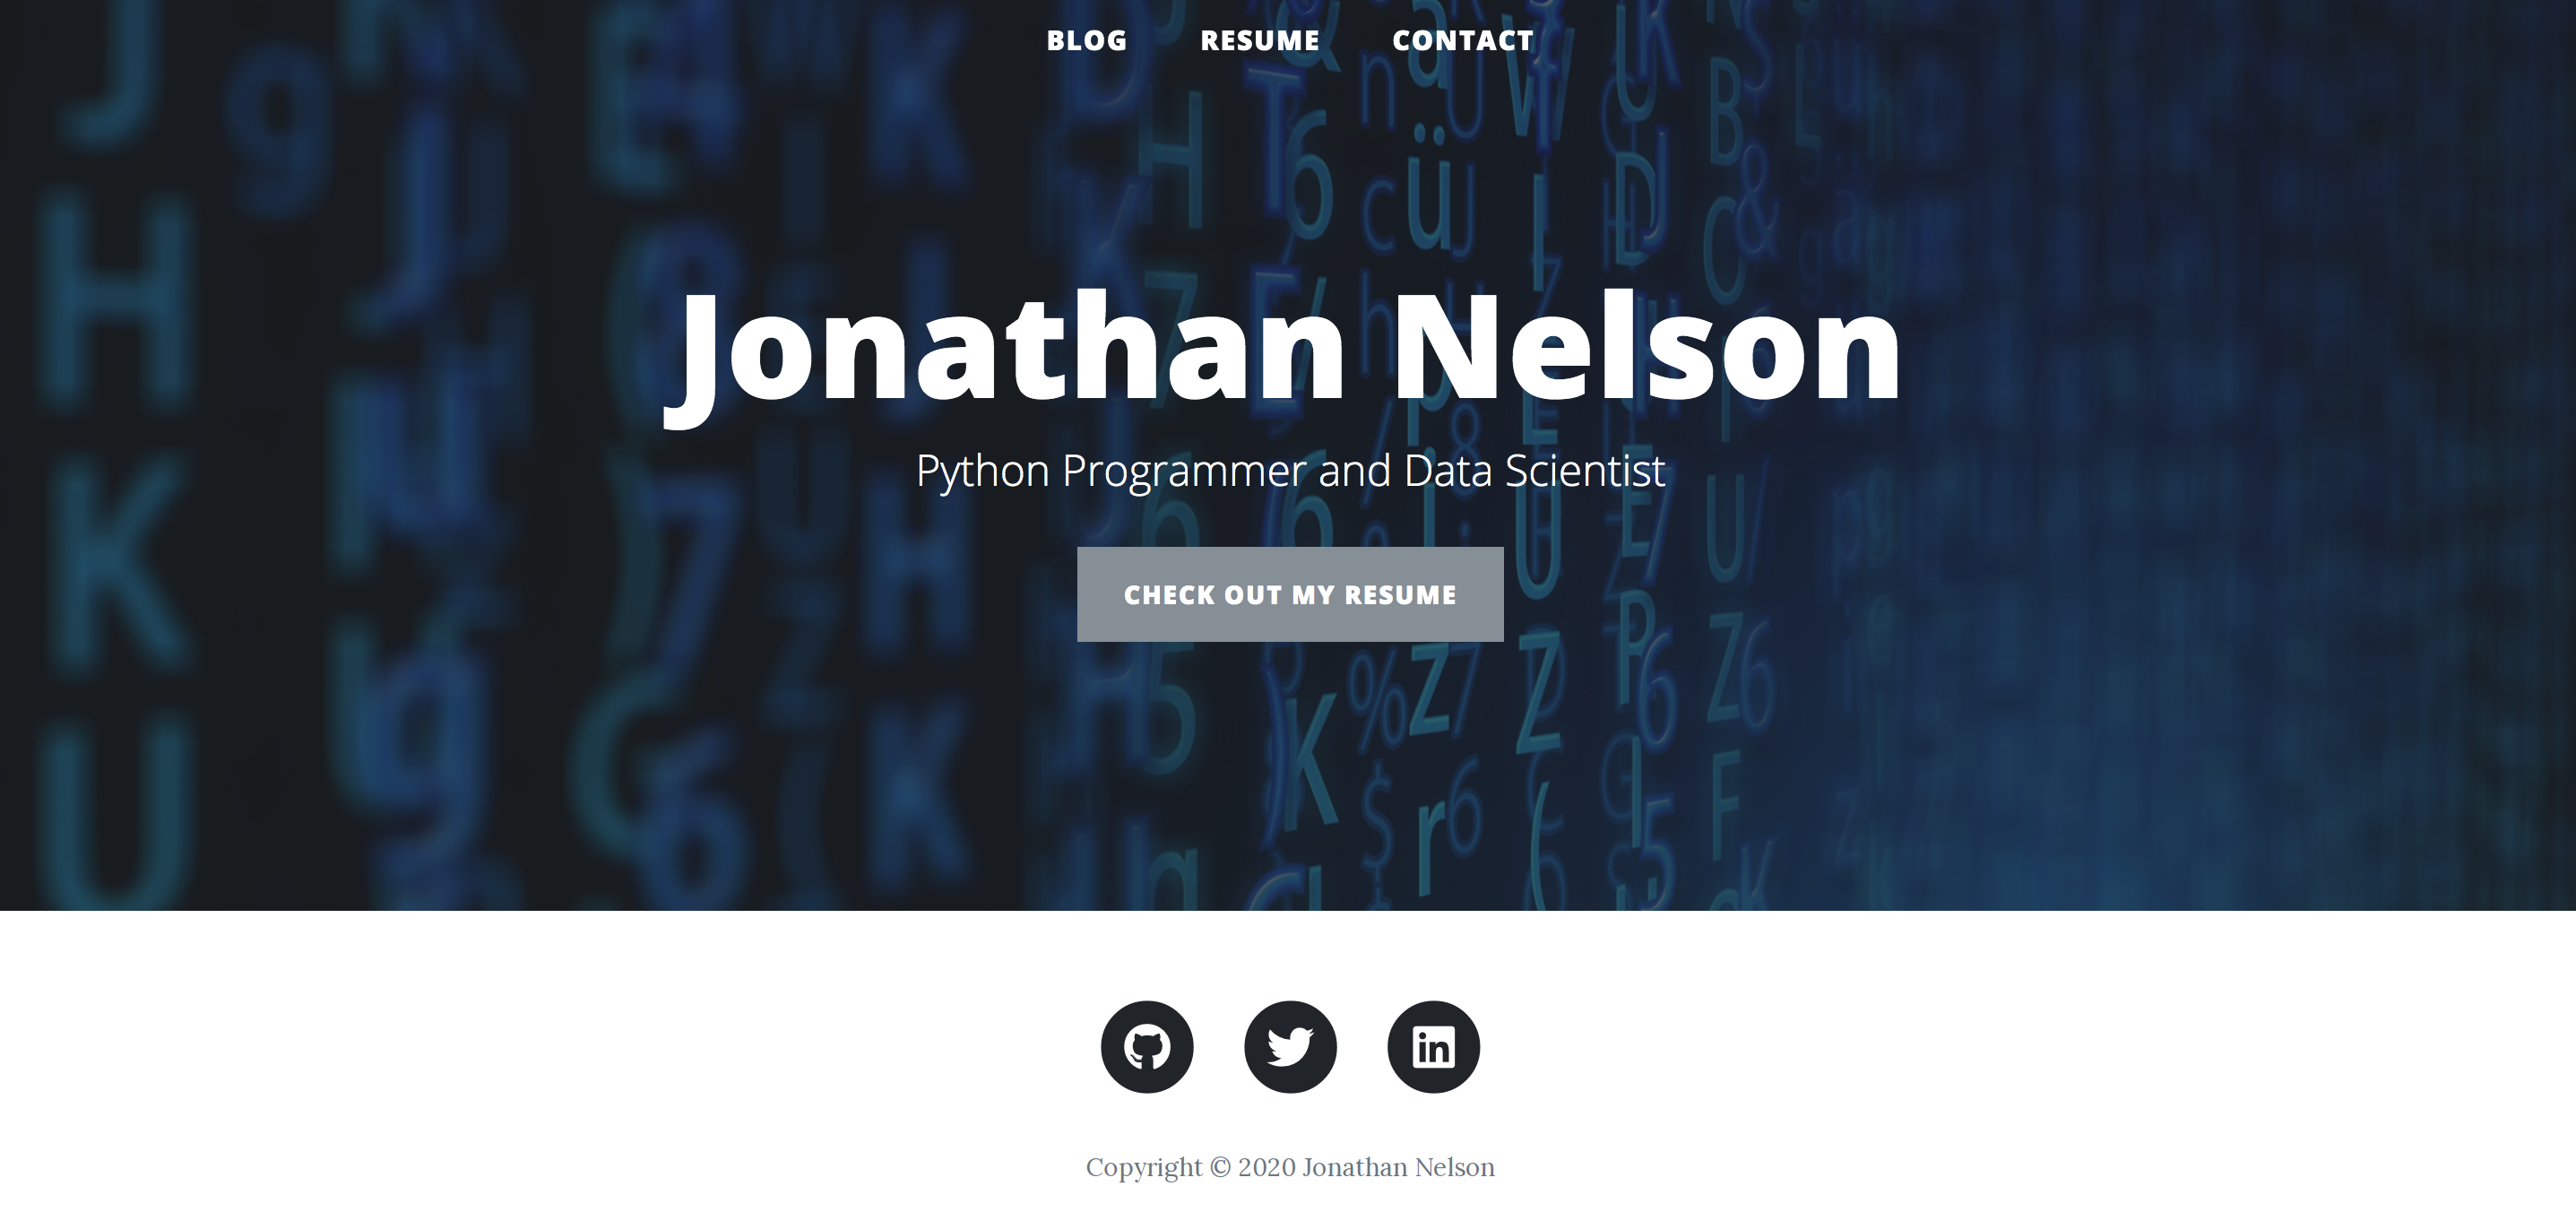 BLOG RESUME CONTACT
Jonathan Nelson
Python Programmer and Data Scientist
CHECK OUT MY RESUME
in
Copyright © 2020 Jonathan Nelson